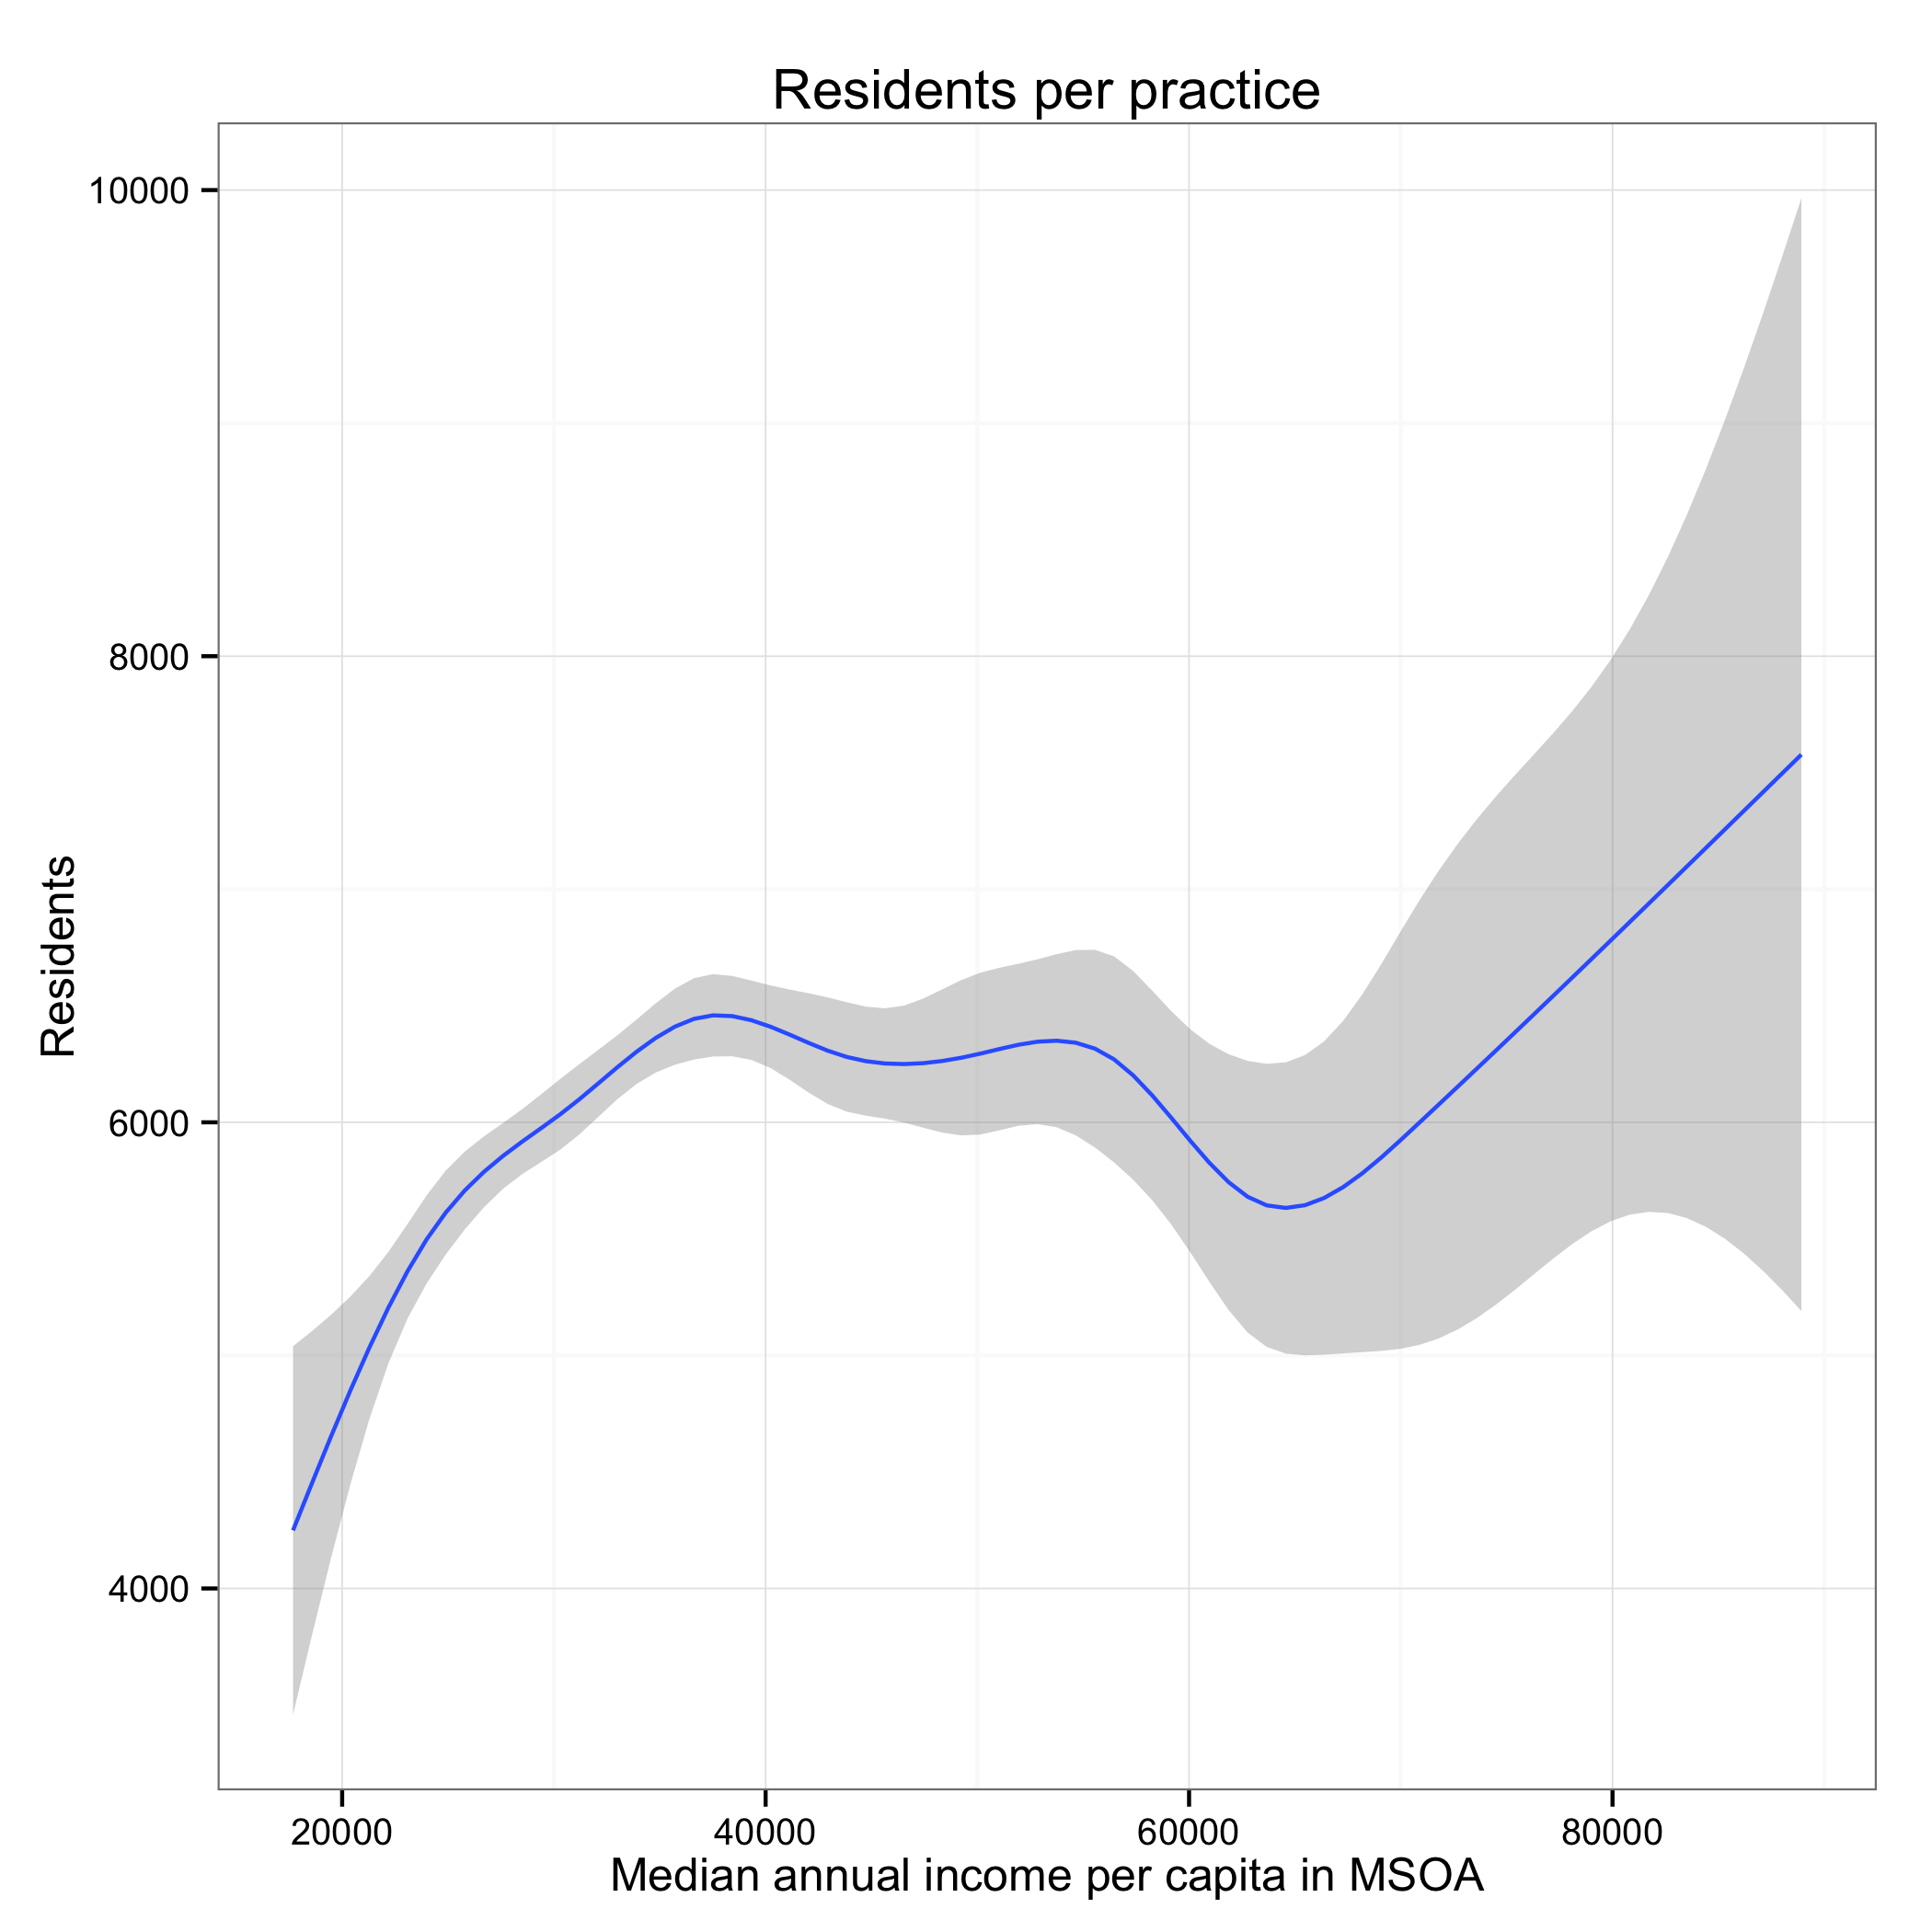 Residents per practice
10000
8000
6000
4000
Residents
20000 40000 60000 80000
Median annual income per capita in MSOA